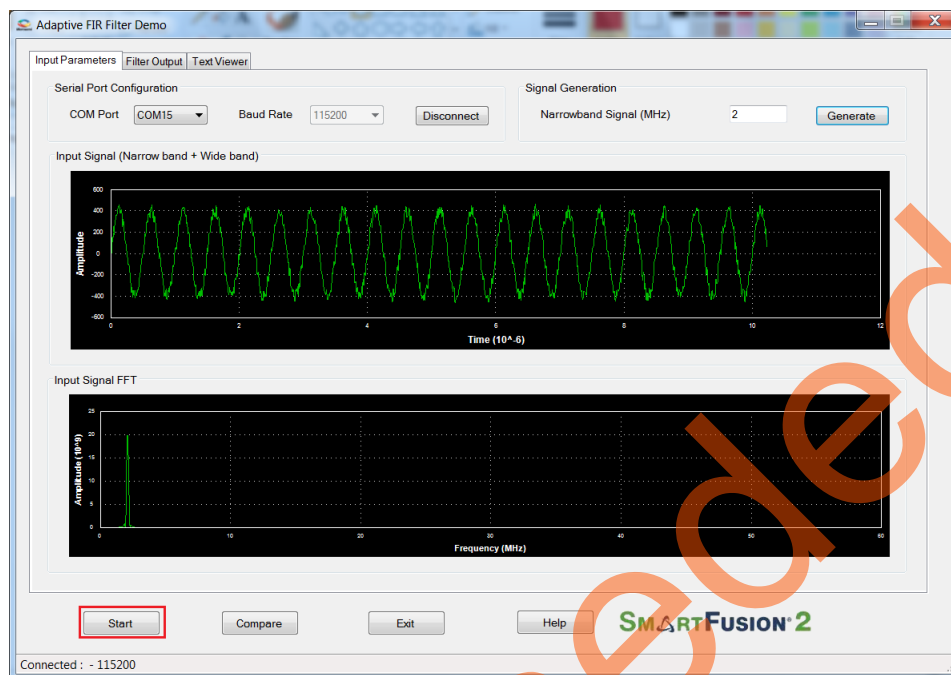 Adaptive FIR Filter Demo
Input Parameters Filter Output Text Viewer
Serial Port Configuration
COM Port COM15 Baud Rate 115200 Disconnect
Signal Generation
Narrowband Signal (MHz) 2 Generate
Input Signal (Narrow band + Wide band)
Amplitude
600
400
200
0
-200
-400
-600
0 2 4 6 8 10 12
Time (10^-6)
Input Signal FFT
Amplitude (10^9)
25
20
15
10
5
0
0 10 20 30 40 50 60
Frequency (MHz)
Start Compare Exit Help SMARTFUSION®2
Connected : - 115200
eded